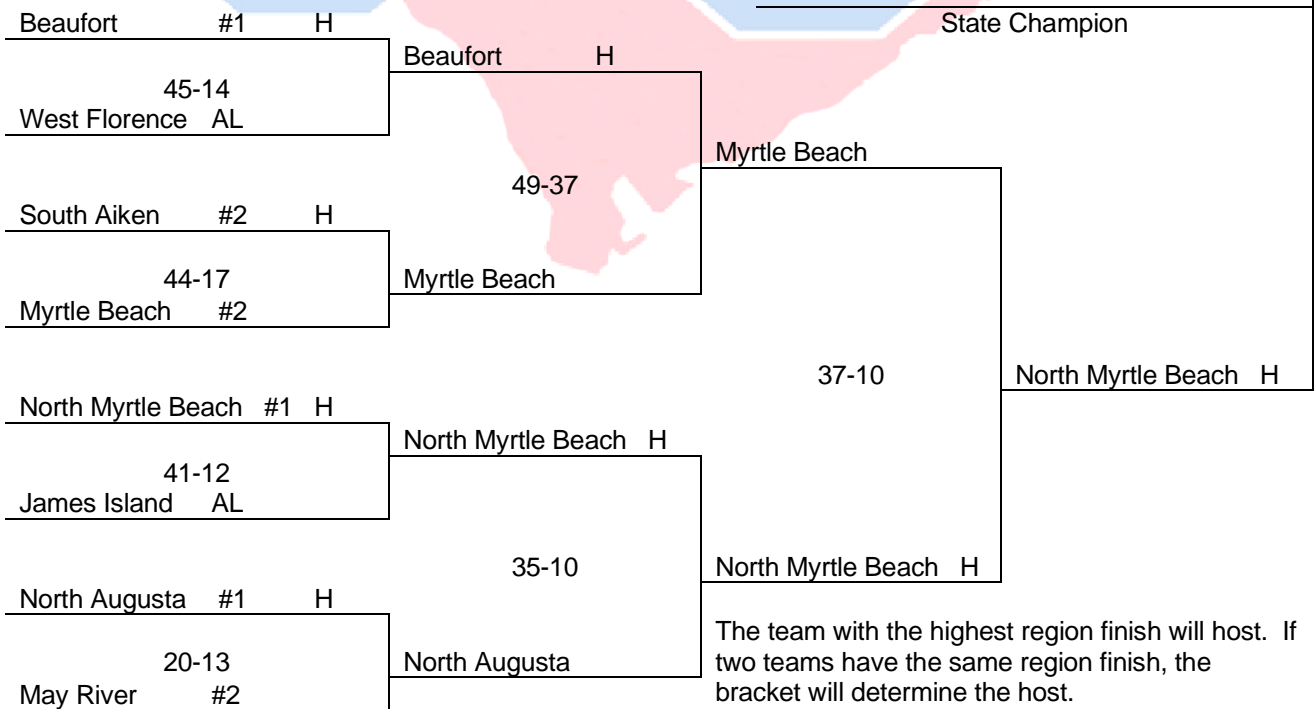 Beaufort #1 H
State Champion
Beaufort H
45-14
West Florence AL
Myrtle Beach
49-37
South Aiken #2 H
44-17
Myrtle Beach
Myrtle Beach #2
37-10
North Myrtle Beach H
North Myrtle Beach #1 H
North Myrtle Beach H
41-12
James Island AL
35-10
North Myrtle Beach H
North Augusta #1 H
The team with the highest region finish will host. If
two teams have the same region finish, the
bracket will determine the host.
20-13
North Augusta
May River #2